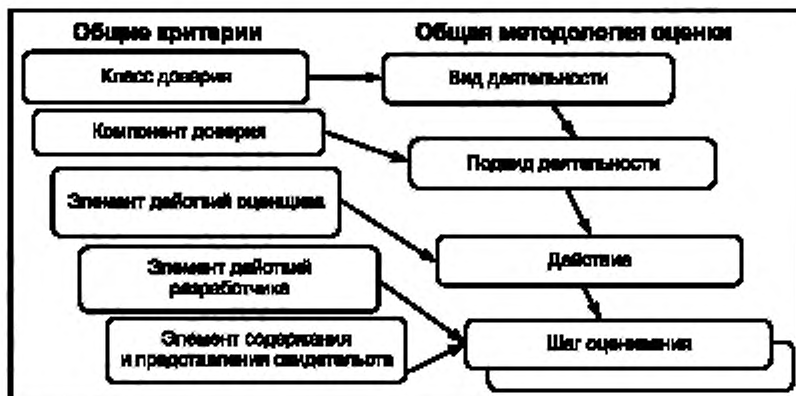 Общие критерии
Общая методология оценки
Класс доверия
Вид деятельности
Компонент доверия
Подвид деятельности
Элемент действий оценщика
Действие
Элемент действий
разработчика
Элемент содержания
и представления свидетельств
Шаг оценивания